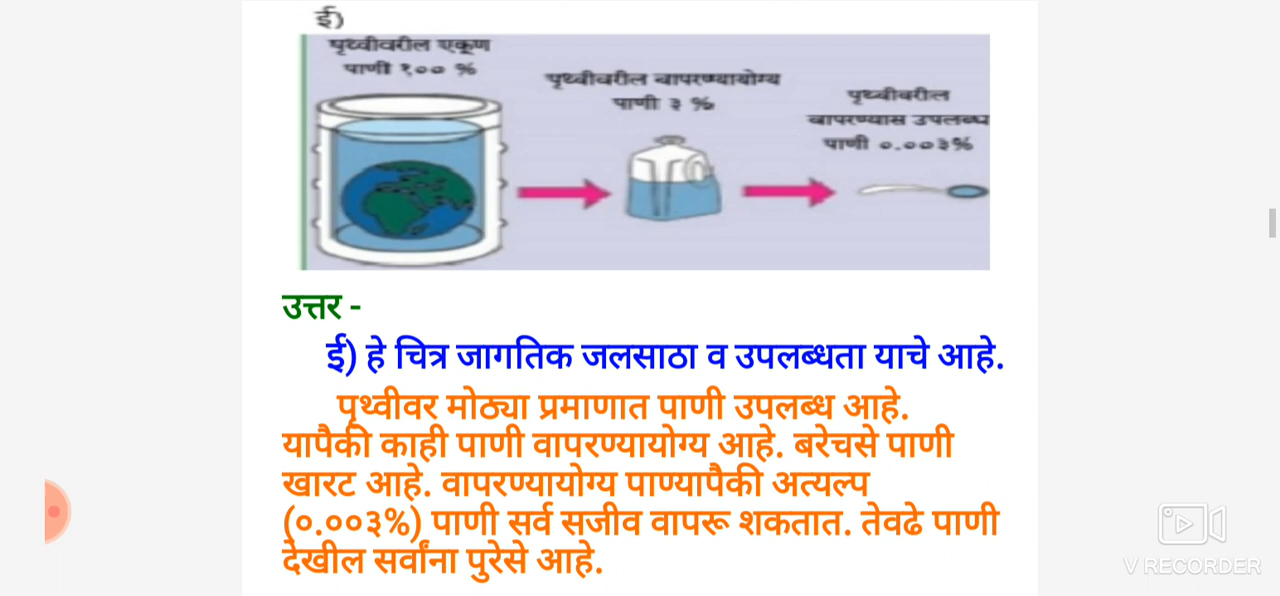 ई)
पृथ्वीवरील एकूण
पाणी १०० %
पृथ्वीवरील वापरण्यायोग्य
पाणी ३ %
पृथ्वीवरील
वापरण्यास उपलब्ध
पाणी ०.००३%
उत्तर -
ई) हे चित्र जागतिक जलसाठा व उपलब्धता याचे आहे.
पृथ्वीवर मोठ्या प्रमाणात पाणी उपलब्ध आहे.
यापैकी काही पाणी वापरण्यायोग्य आहे. बरेचसे पाणी
खारट आहे. वापरण्यायोग्य पाण्यापैकी अत्यल्प
(०.००३%) पाणी सर्व सजीव वापरू शकतात. तेवढे पाणी
देखील सर्वांना पुरेसे आहे.
V RECORDER